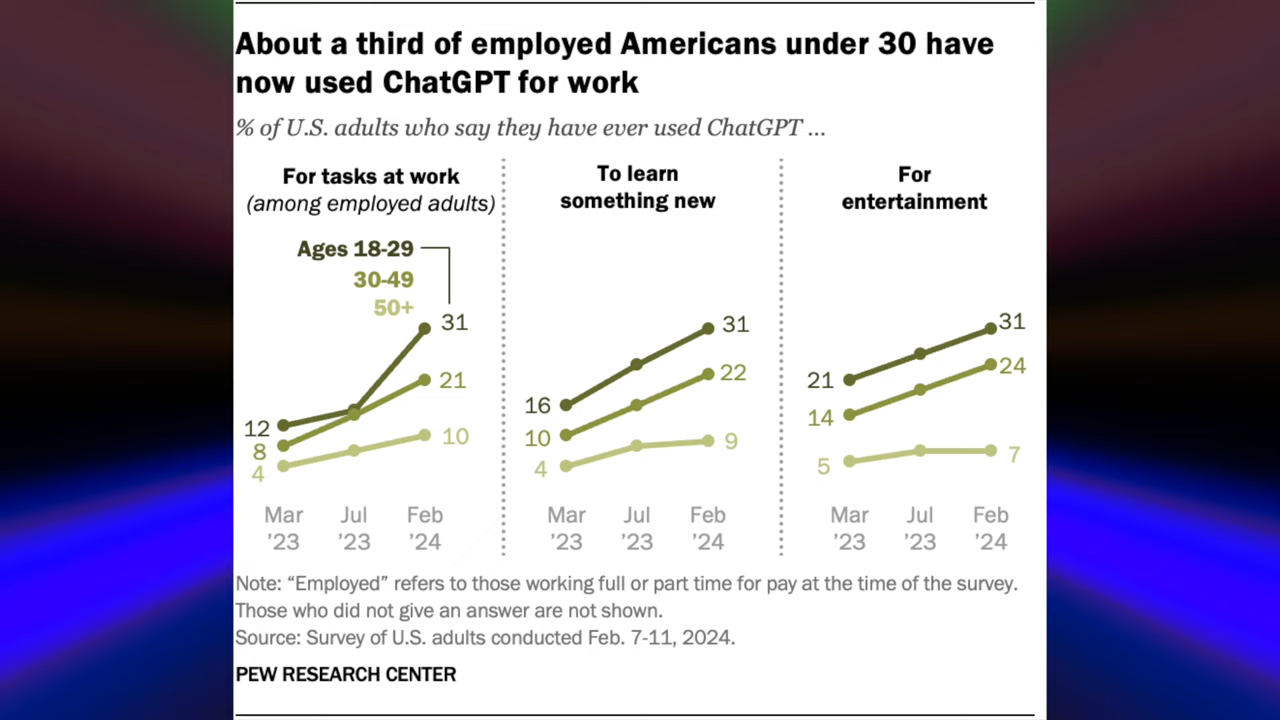 About a third of employed Americans under 30 have
now used ChatGPT for work
% of U.S. adults who say they have ever used ChatGPT ...
For tasks at work
(among employed adults)
Ages 18-29
30-49
50+
31
21
10
12
8
4
Mar
'23
Jul
'23
Feb
'24
To learn
something new
31
22
9
16
10
4
Mar
'23
Jul
'23
Feb
'24
For
entertainment
31
24
7
21
14
5
Mar
'23
Jul
'23
Feb
'24
Note: “Employed” refers to those working full or part time for pay at the time of the survey.
Those who did not give an answer are not shown.
Source: Survey of U.S. adults conducted Feb. 7-11, 2024.
PEW RESEARCH CENTER